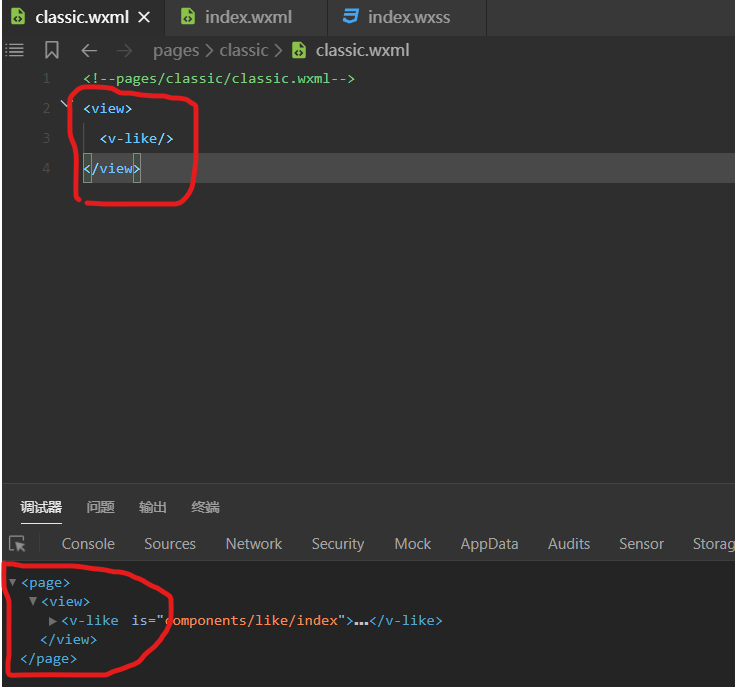 classic.wxml index.wxml index.wxss
pages classic classic.wxml
1 <!--pages/classic/classic.wxml-->
2 <view>
3 <v-like/>
4 </view>
调试器 问题 输出 终端
Console Sources Network Security Mock AppData Audits Sensor Storag
<page>
<view>
<v-like is="components/like/index">…</v-like>
</view>
</page>